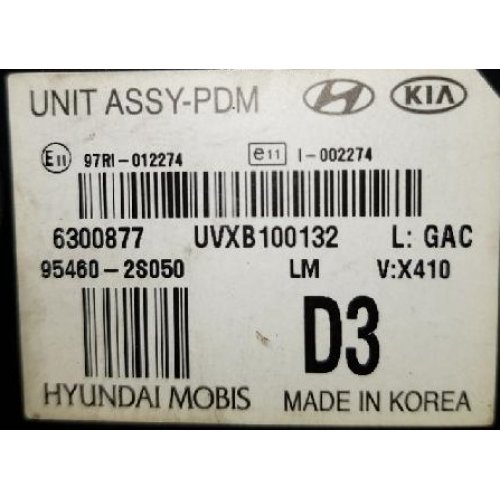 UNIT ASSY-PDM KIA
E11 97RI-012274 e11 I-002274
6300877 UVXB100132 L: GAC
95460-2S050 LM V:X410
D3
HYUNDAI MOBIS MADE IN KOREA